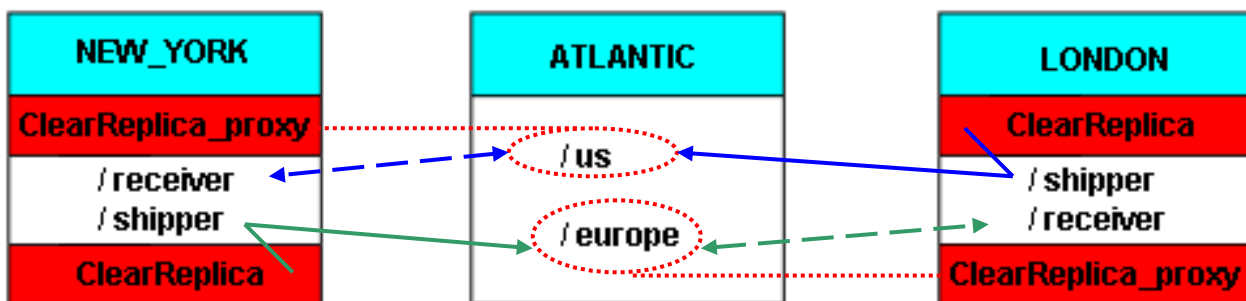 NEW_YORK
ClearReplica_proxy
/ receiver
/ shipper
ClearReplica
ATLANTIC
/ us
/ europe
LONDON
ClearReplica
/ shipper
/ receiver
ClearReplica_proxy